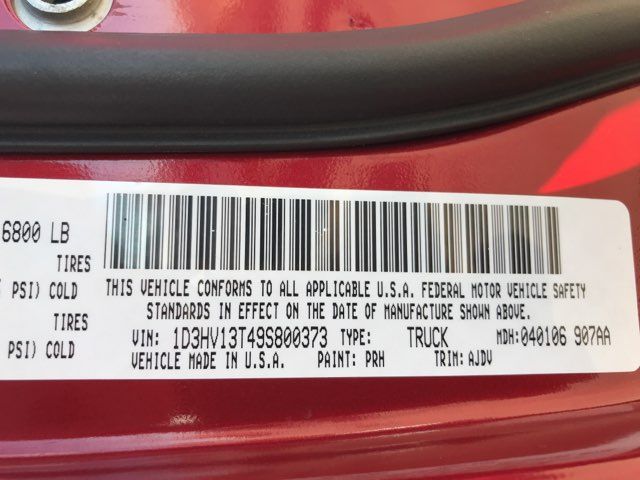 6800 LB
TIRES
PSI) COLD
TIRES
PSI) COLD
THIS VEHICLE CONFORMS TO ALL APPLICABLE U.S.A. FEDERAL MOTOR VEHICLE SAFETY
STANDARDS IN EFFECT ON THE DATE OF MANUFACTURE SHOWN ABOVE.
VIN: 1D3HV13T49S800373 TYPE: TRUCK MDH:040106 907AA
VEHICLE MADE IN U.S.A. PAINT: PRH TRIM: AJDV